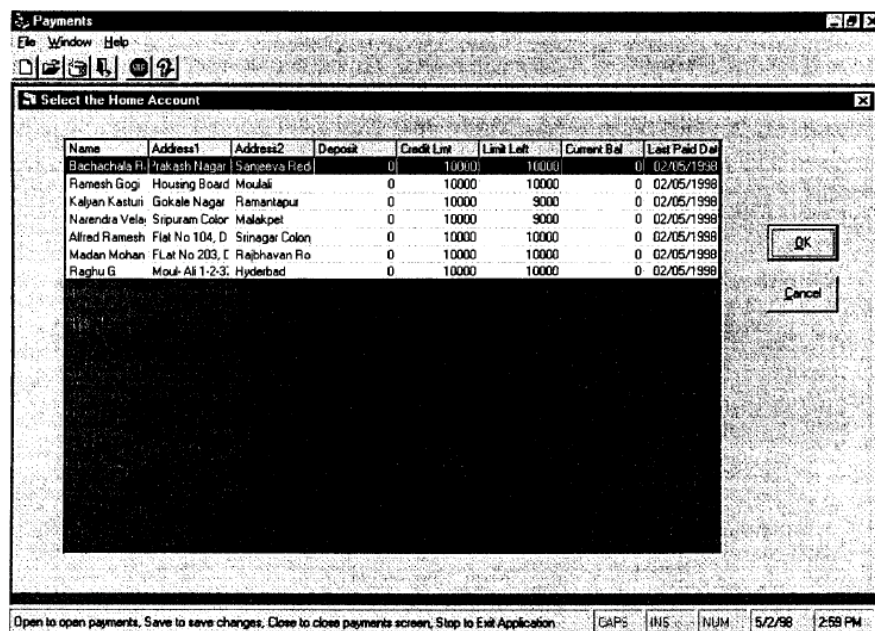 Payments
File Window Help
Select the Home Account
Name Address1 Address2 Deposit Credit Lmt Limit Left Current Bal Last Paid Dat
Bachachala R Prakash Nagar Sanjeeva Red 0 10000 10000 0 02/05/1998
Ramesh Gogi Housing Board Moulali 0 10000 10000 0 02/05/1998
Kalyan Kasturi Gokale Nagar Ramantapur 0 10000 9000 0 02/05/1998
Narendra Vela Sripuram Color Malakpet 0 10000 9000 0 02/05/1998
Alfred Ramesh Flat No 104, D Srinagar Colon 0 10000 10000 0 02/05/1998
Madan Mohan FLat No 203, D Rajbhavan Ro 0 10000 10000 0 02/05/1998
Raghu G Moul- Ali 1-2-3 Hyderbad 0 10000 10000 0 02/05/1998
OK
Cancel
Open to open payments, Save to save changes, Close to close payments screen, Stop to Exit Application CAPS INS NUM 5/2/98 2:59 PM